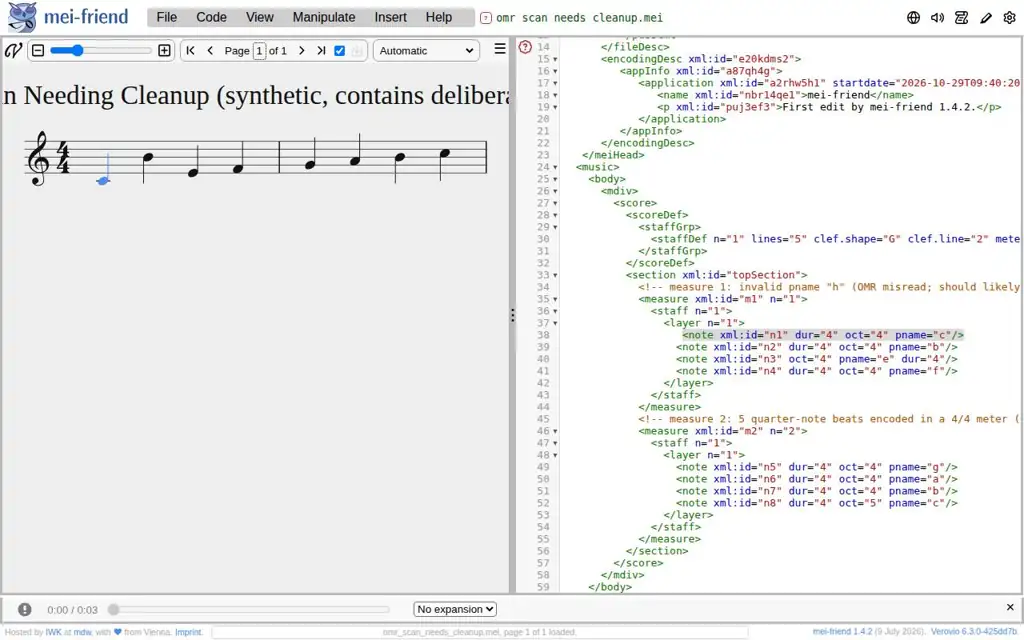 mei-friend File Code View Manipulate Insert Help omr scan needs cleanup.mei
Page 1 of 1 Automatic
n Needing Cleanup (synthetic, contains delibera
4
4
14 </fileDesc>
15 <encodingDesc xml:id="e20kdms2">
16 <appInfo xml:id="a87qh4g">
17 <application xml:id="a2rhw5h1" startdate="2026-10-29T09:40:20
18 <name xml:id="nbr14qe1">mei-friend</name>
19 <p xml:id="puj3ef3">First edit by mei-friend 1.4.2.</p>
20 </application>
21 </appInfo>
22 </encodingDesc>
23 </meiHead>
24 <music>
25 <body>
26 <mdiv>
27 <score>
28 <scoreDef>
29 <staffGrp>
30 <staffDef n="1" lines="5" clef.shape="G" clef.line="2" mete
31 </staffGrp>
32 </scoreDef>
33 <section xml:id="topSection">
34 <!-- measure 1: invalid pname "h" (OMR misread; should likely
35 <measure xml:id="m1" n="1">
36 <staff n="1">
37 <layer n="1">
38 <note xml:id="n1" dur="4" oct="4" pname="c"/>
39 <note xml:id="n2" dur="4" oct="4" pname="b"/>
40 <note xml:id="n3" oct="4" pname="e" dur="4"/>
41 <note xml:id="n4" dur="4" oct="4" pname="f"/>
42 </layer>
43 </staff>
44 </measure>
45 <!-- measure 2: 5 quarter-note beats encoded in a 4/4 meter (
46 <measure xml:id="m2" n="2">
47 <staff n="1">
48 <layer n="1">
49 <note xml:id="n5" dur="4" oct="4" pname="g"/>
50 <note xml:id="n6" dur="4" oct="4" pname="a"/>
51 <note xml:id="n7" dur="4" oct="4" pname="b"/>
52 <note xml:id="n8" dur="4" oct="5" pname="c"/>
53 </layer>
54 </staff>
55 </measure>
56 </section>
57 </score>
58 </mdiv>
59 </body>
0:00 / 0:03 No expansion
Hosted by IWK at mdw, with from Vienna. Imprint. omr_scan_needs_cleanup.mei, page 1 of 1 loaded. mei-friend 1.4.2 (9 July, 2026). Verovio 6.3.0-425dd7b.